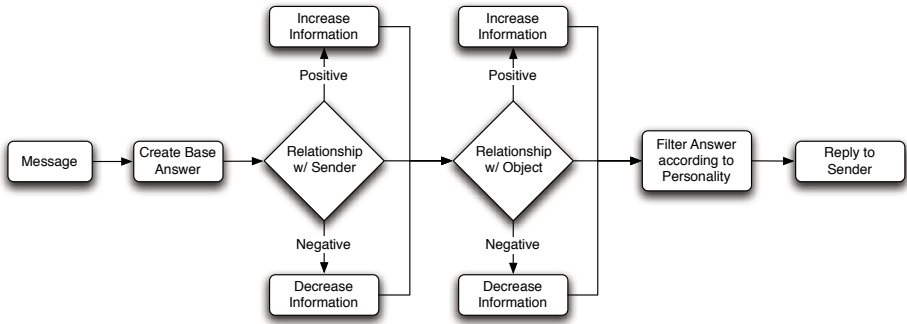 Message
Create Base
Answer
Increase
Information
Positive
Relationship
w/ Sender
Negative
Decrease
Information
Increase
Information
Positive
Relationship
w/ Object
Negative
Decrease
Information
Filter Answer
according to
Personality
Reply to
Sender